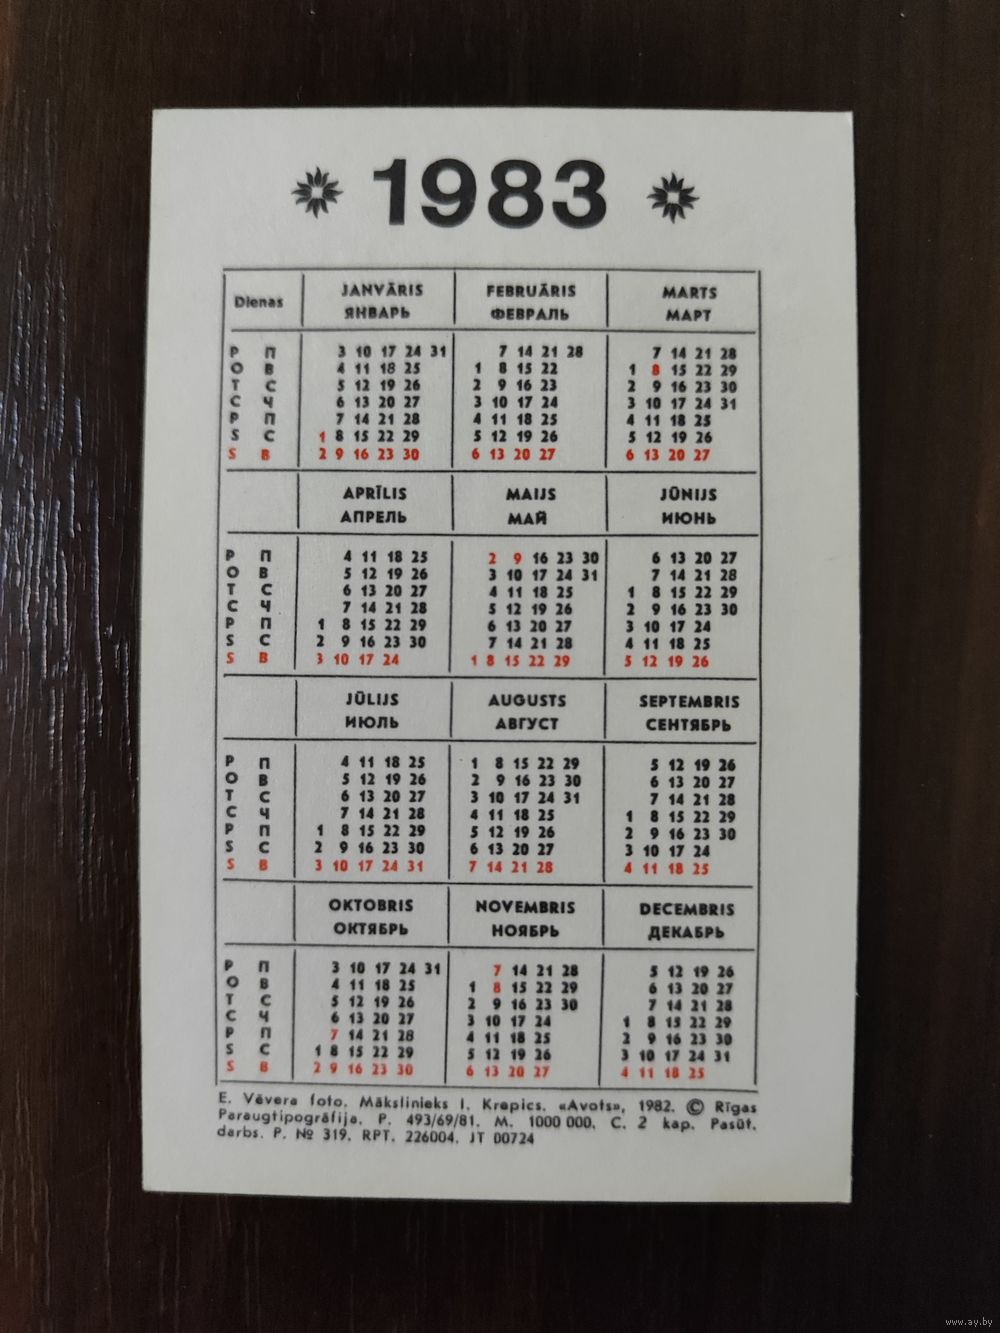 1983
Dienas JANVĀRIS FEBRUĀRIS MARTS
ЯНВАРЬ ФЕВРАЛЬ МАРТ
P П 3 10 17 24 31 7 14 21 28 7 14 21 28
O В 4 11 18 25 1 8 15 22 1 8 15 22 29
T С 5 12 19 26 2 9 16 23 2 9 16 23 30
C Ч 6 13 20 27 3 10 17 24 3 10 17 24 31
P П 7 14 21 28 4 11 18 25 4 11 18 25
S С 1 8 15 22 29 5 12 19 26 5 12 19 26
S В 2 9 16 23 30 6 13 20 27 6 13 20 27
APRĪLIS MAIJS JŪNIJS
АПРЕЛЬ МАЙ ИЮНЬ
P П 4 11 18 25 2 9 16 23 30 6 13 20 27
O В 5 12 19 26 3 10 17 24 31 7 14 21 28
T С 6 13 20 27 4 11 18 25 1 8 15 22 29
C Ч 7 14 21 28 5 12 19 26 2 9 16 23 30
P П 1 8 15 22 29 6 13 20 27 3 10 17 24
S С 2 9 16 23 30 7 14 21 28 4 11 18 25
S В 3 10 17 24 1 8 15 22 29 5 12 19 26
JŪLIJS AUGUSTS SEPTEMBRIS
ИЮЛЬ АВГУСТ СЕНТЯБРЬ
P П 4 11 18 25 1 8 15 22 29 5 12 19 26
O В 5 12 19 26 2 9 16 23 30 6 13 20 27
T С 6 13 20 27 3 10 17 24 31 7 14 21 28
C Ч 7 14 21 28 4 11 18 25 1 8 15 22 29
P П 1 8 15 22 29 5 12 19 26 2 9 16 23 30
S С 2 9 16 23 30 6 13 20 27 3 10 17 24
S В 3 10 17 24 31 7 14 21 28 4 11 18 25
OKTOBRIS NOVEMBRIS DECEMBRIS
ОКТЯБРЬ НОЯБРЬ ДЕКАБРЬ
P П 3 10 17 24 31 7 14 21 28 5 12 19 26
O В 4 11 18 25 1 8 15 22 29 6 13 20 27
T С 5 12 19 26 2 9 16 23 30 7 14 21 28
C Ч 6 13 20 27 3 10 17 24 1 8 15 22 29
P П 7 14 21 28 4 11 18 25 2 9 16 23 30
S С 1 8 15 22 29 5 12 19 26 3 10 17 24 31
S В 2 9 16 23 30 6 13 20 27 4 11 18 25
E. Vēvera foto. Mākslinieks I. Krepics. «Avots», 1982. © Rīgas
Paraugtipogrāfija. P. 493/69/81. M. 1000 000. C. 2 kap. Pasūt.
darbs. P. № 319. RPT. 226004. JT 00724
www.ay.by